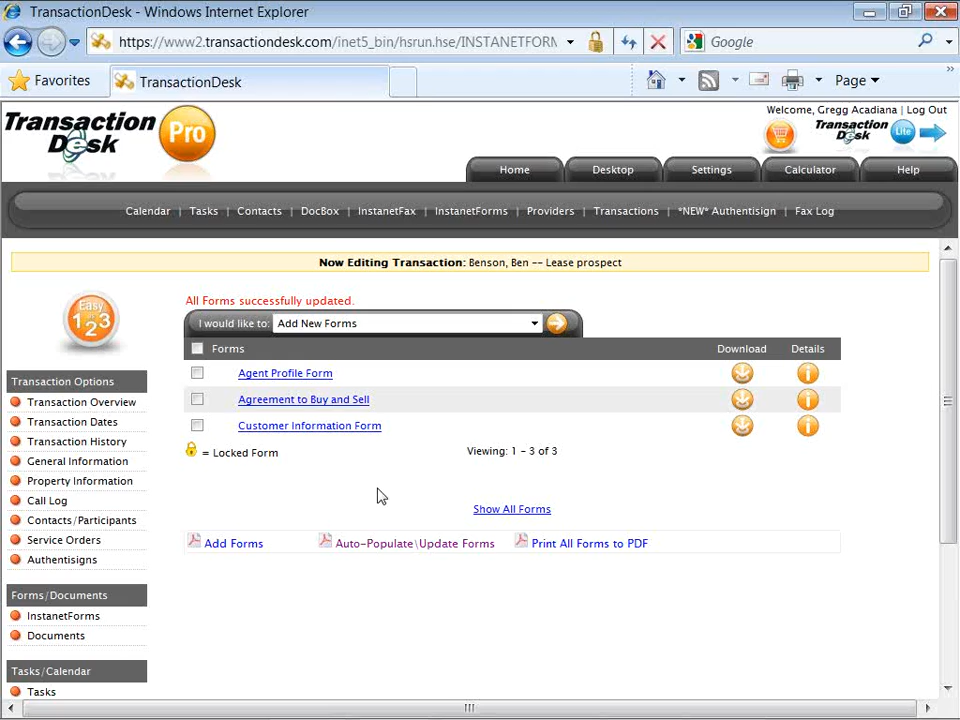 TransactionDesk - Windows Internet Explorer
https://www2.transactiondesk.com/inet5_bin/hsrun.hse/INSTANETFORM
Google
Favorites
TransactionDesk
Page
»
Welcome, Gregg Acadiana | Log Out
Transaction Desk Pro
Transaction Desk Lite
Home
Desktop
Settings
Calculator
Help
Calendar | Tasks | Contacts | DocBox | InstanetFax | InstanetForms | Providers | Transactions | *NEW* Authentisign | Fax Log
Now Editing Transaction: Benson, Ben -- Lease prospect
Easy 1 2 3
All Forms successfully updated.
I would like to: Add New Forms
Forms Download Details
Agent Profile Form
Agreement to Buy and Sell
Customer Information Form
= Locked Form
Viewing: 1 - 3 of 3
Show All Forms
Add Forms
Auto-Populate\Update Forms
Print All Forms to PDF
Transaction Options
Transaction Overview
Transaction Dates
Transaction History
General Information
Property Information
Call Log
Contacts/Participants
Service Orders
Authentisigns
Forms/Documents
InstanetForms
Documents
Tasks/Calendar
Tasks